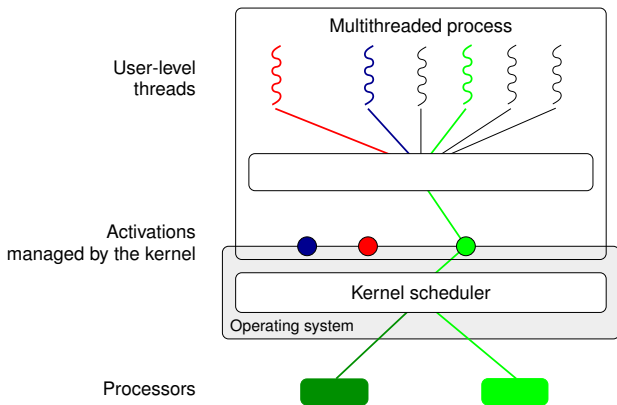 Multithreaded process
User-level
threads
Activations
managed by the kernel
Kernel scheduler
Operating system
Processors